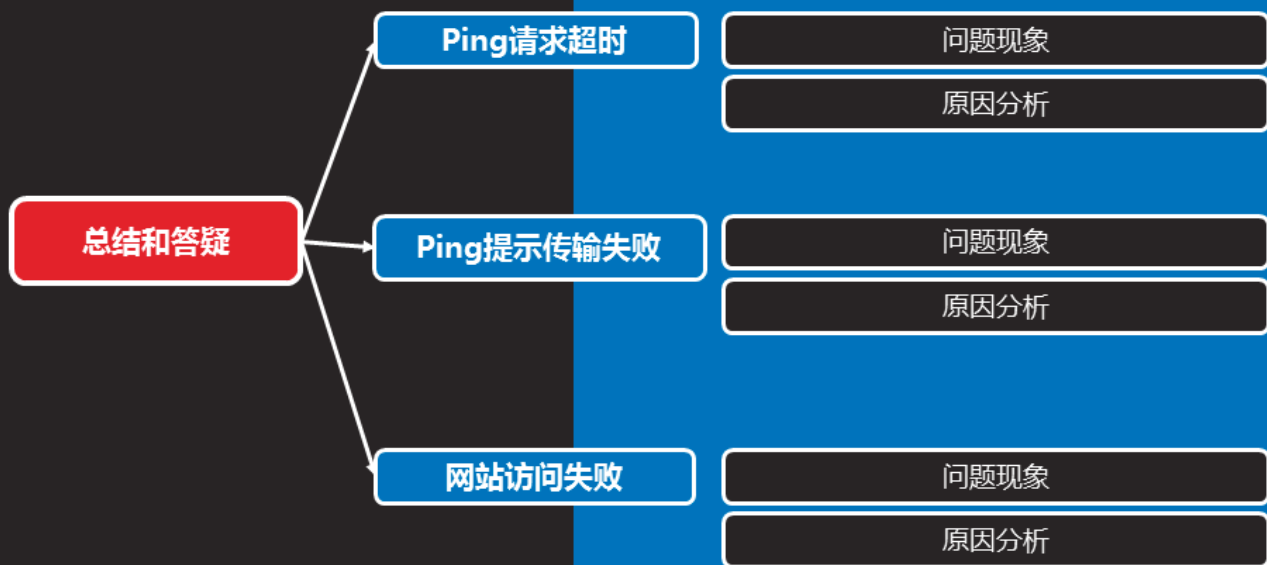 Ping请求超时
问题现象
原因分析
总结和答疑
Ping提示传输失败
问题现象
原因分析
网站访问失败
问题现象
原因分析